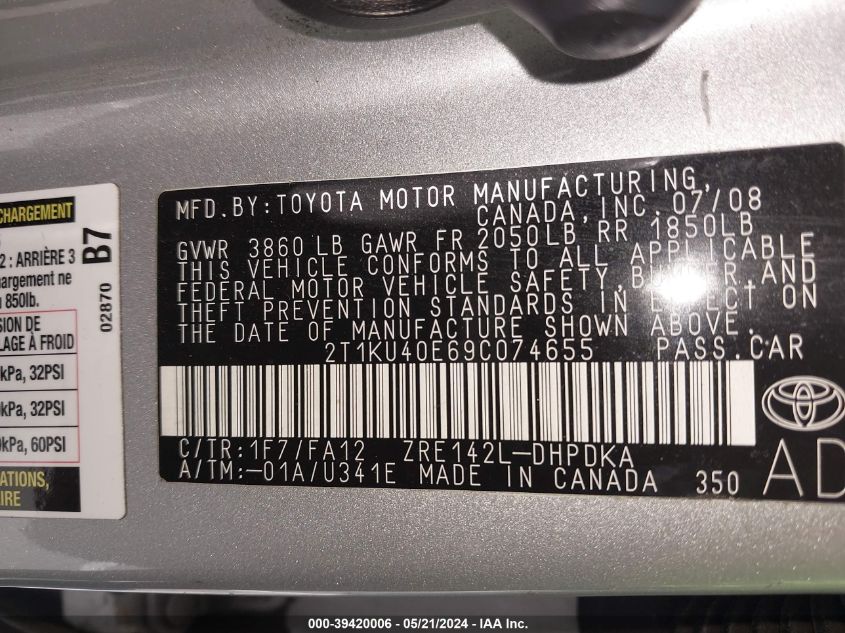 CHARGEMENT
2 : ARRIÈRE 3
chargement ne
850lb.
SION DE
LAGE À FROID
kPa, 32PSI
kPa, 32PSI
kPa, 60PSI
ATIONS,
IRE
B7
02870
MFD.BY:TOYOTA MOTOR MANUFACTURING,
CANADA,INC. 07/08
GVWR 3860LB GAWR FR 2050LB RR 1850LB
THIS VEHICLE CONFORMS TO ALL APPLICABLE
FEDERAL MOTOR VEHICLE SAFETY,BUMPER,AND
THEFT PREVENTION STANDARDS IN EFFECT ON
THE DATE OF MANUFACTURE SHOWN ABOVE.
2T1KU40E69C074655 PASS.CAR
C/TR:1F7/FA12 ZRE142L-DHPDKA
A/TM:-01A/U341E MADE IN CANADA 350
AD
000-39420006 - 05/21/2024 - IAA Inc.